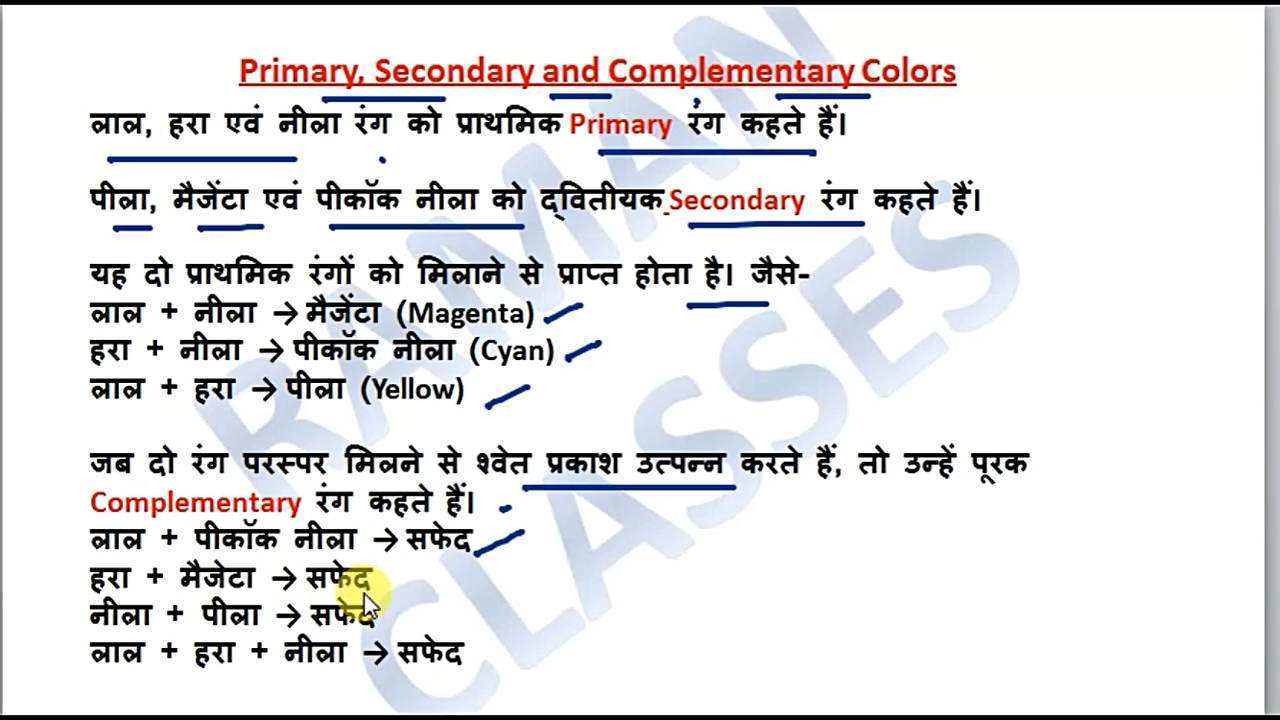 Primary, Secondary and Complementary Colors
लाल, हरा एवं नीला रंग को प्राथमिक Primary रंग कहते हैं।
पीला, मैजेंटा एवं पीकॉक नीला को द्वितीयक Secondary रंग कहते हैं।
यह दो प्राथमिक रंगों को मिलाने से प्राप्त होता है। जैसे-
लाल + नीला → मैजेंटा (Magenta)
हरा + नीला → पीकॉक नीला (Cyan)
लाल + हरा → पीला (Yellow)
जब दो रंग परस्पर मिलने से श्वेत प्रकाश उत्पन्न करते हैं, तो उन्हें पूरक
Complementary रंग कहते हैं।
लाल + पीकॉक नीला → सफेद
हरा + मैजेटा → सफेद
नीला + पीला → सफेद
लाल + हरा + नीला → सफेद
RAMAN
CLASSES